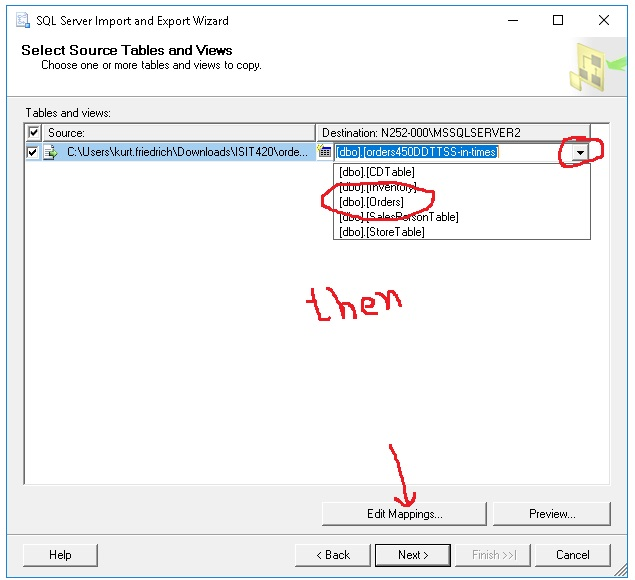 SQL Server Import and Export Wizard
Select Source Tables and Views
Choose one or more tables and views to copy.
Tables and views:
Source: Destination: N252-000\MSSQLSERVER2
C:\Users\kurt.friedrich\Downloads\ISIT420\orde... [dbo].[orders450DDTTSS-in-times]
[dbo].[CDTable]
[dbo].[Inventory]
[dbo].[Orders]
[dbo].[SalesPersonTable]
[dbo].[StoreTable]
then
Edit Mappings... Preview...
Help < Back Next > Finish >>| Cancel